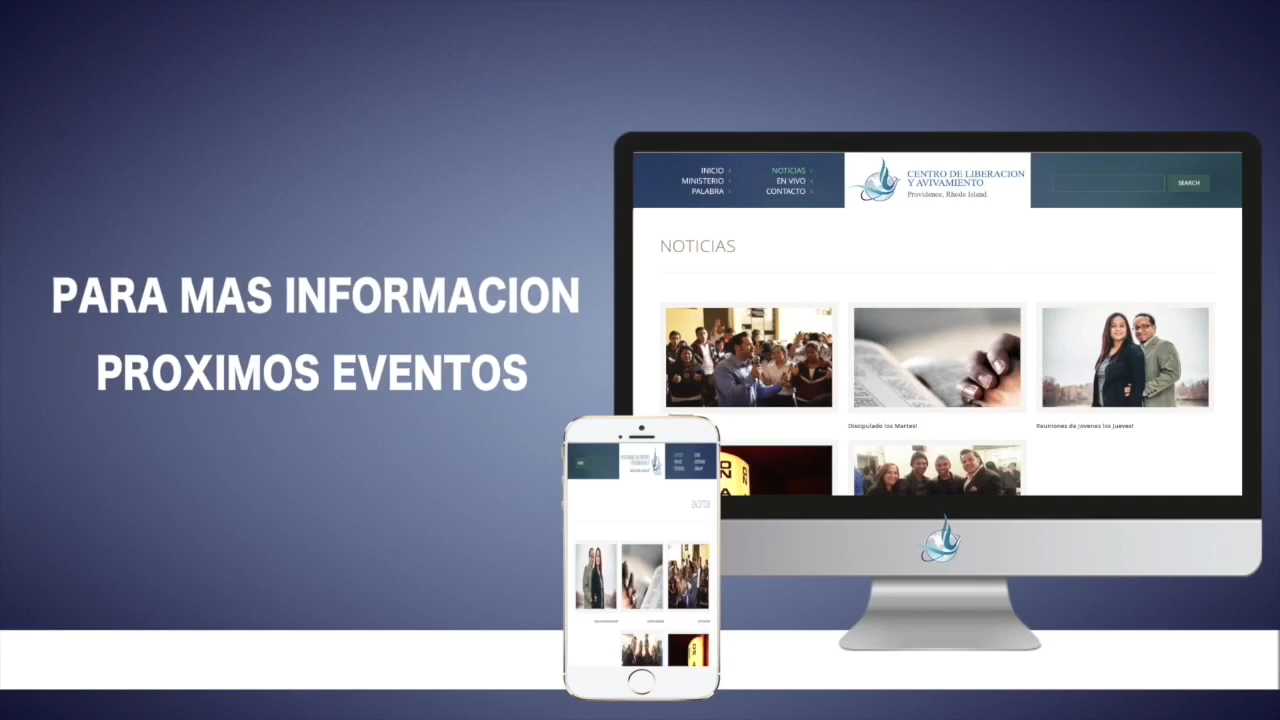 PARA MAS INFORMACION
PROXIMOS EVENTOS
INICIO
MINISTERIO
PALABRA
NOTICIAS
EN VIVO
CONTACTO
CENTRO DE LIBERACION
Y AVIVAMIENTO
Providence, Rhode Island.
SEARCH
NOTICIAS
Discipulado los Martes!
Reuniones de Jovenes los Jueves!